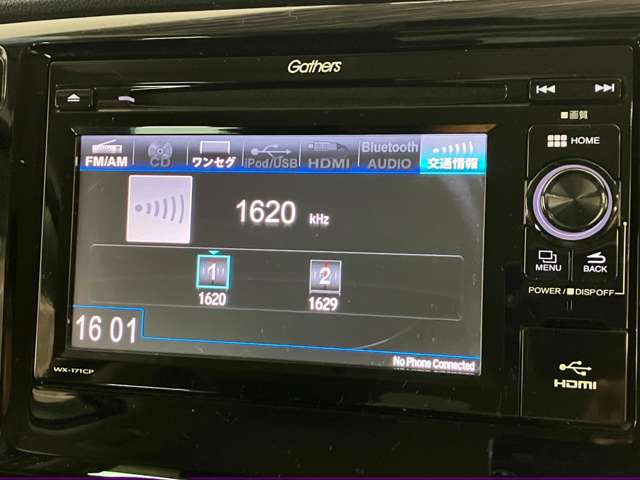 Gathers
■画質
HOME
FM/AM CD ワンセグ iPod/USB HDMI Bluetooth AUDIO 交通情報
1620 kHz
1 2
1620 1629
MENU BACK
POWER/■DISP OFF
16 01
No Phone Connected
WX-171CP
HDMI